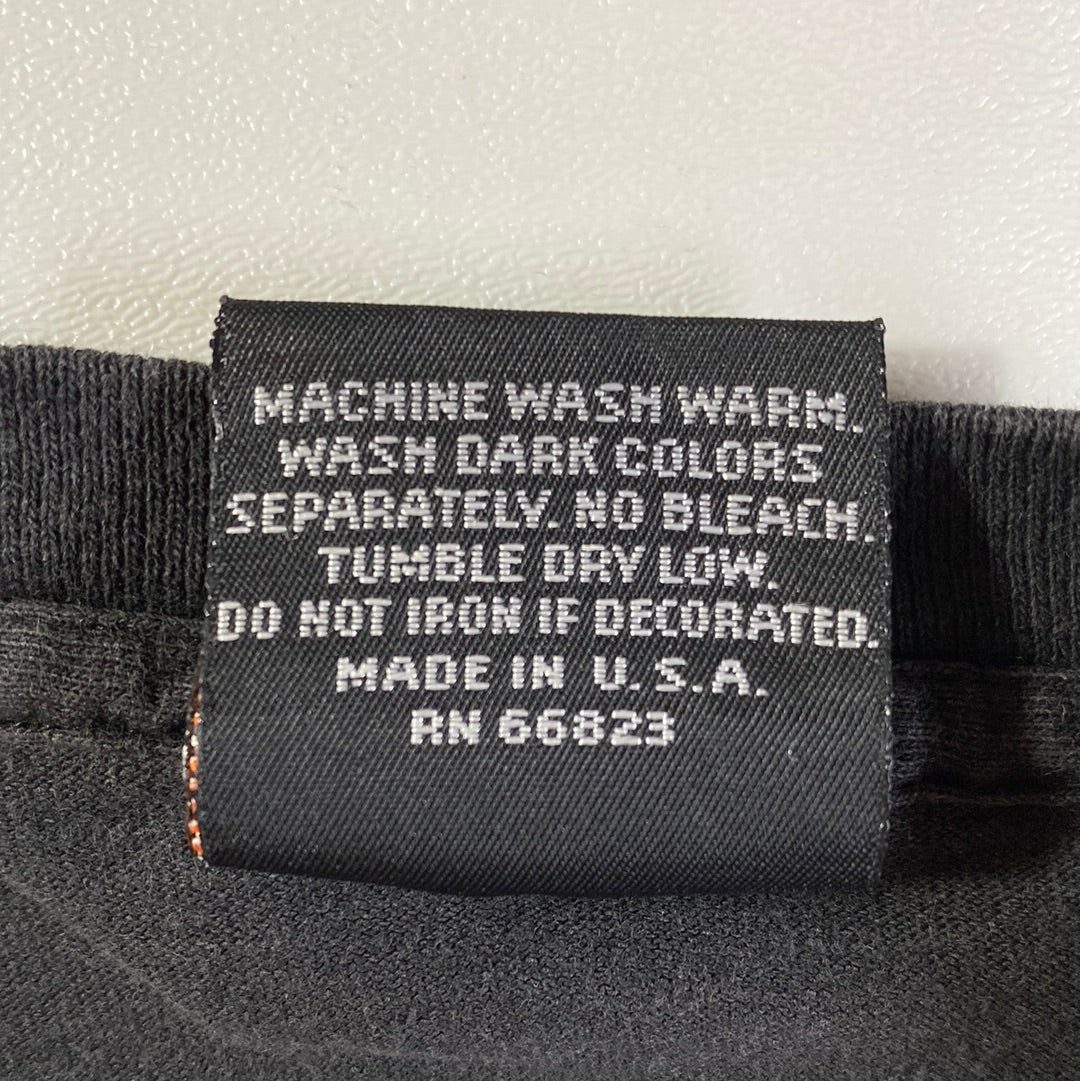 MACHINE WASH WARM.
WASH DARK COLORS
SEPARATELY. NO BLEACH.
TUMBLE DRY LOW.
DO NOT IRON IF DECORATED.
MADE IN U.S.A.
RN 66823